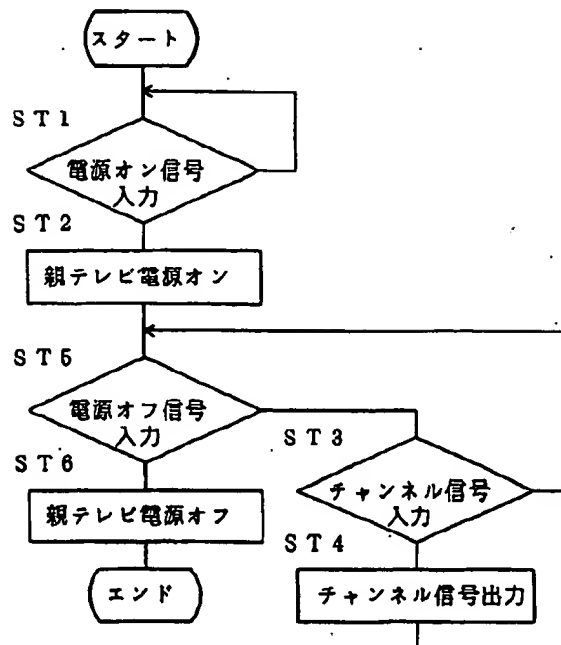 スタート
ST1
電源オン信号
入力
ST2
親テレビ電源オン
ST5
電源オフ信号
入力
ST3
ST6
チャンネル信号
入力
親テレビ電源オフ
ST4
エンド
チャンネル信号出力